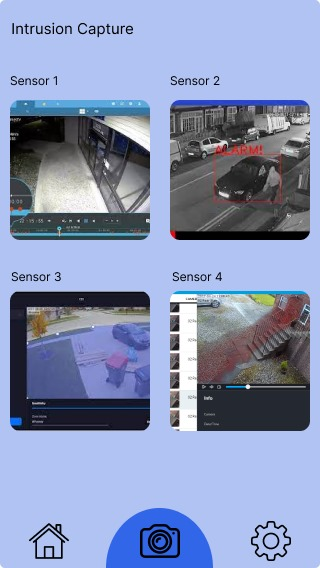 Intrusion Capture
Sensor 1
Sensor 2
ALARM!
Sensor 3
Sensor 4
Info